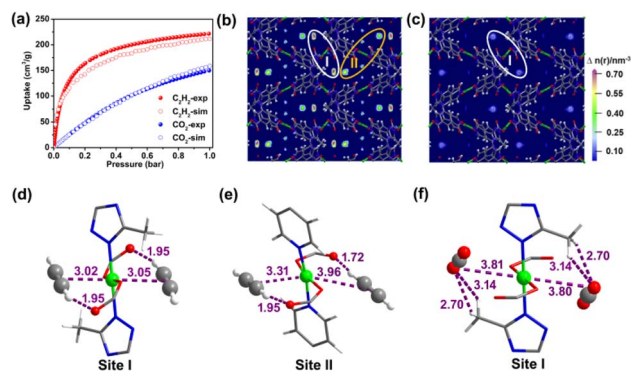 (a)
250
200
150
100
50
0
Uptake (cm³/g)
C₂H₂-exp
C₂H₂-sim
CO₂-exp
CO₂-sim
0.0 0.2 0.4 0.6 0.8 1.0
Pressure (bar)
(b)
I
II
(c)
I
Δ n(r)/nm⁻³
0.70
0.55
0.40
0.25
0.10
(d)
1.95
3.02
3.05
1.95
Site I
(e)
1.72
3.31
3.96
1.95
Site II
(f)
2.70
3.81
3.14
3.14
3.80
2.70
Site I